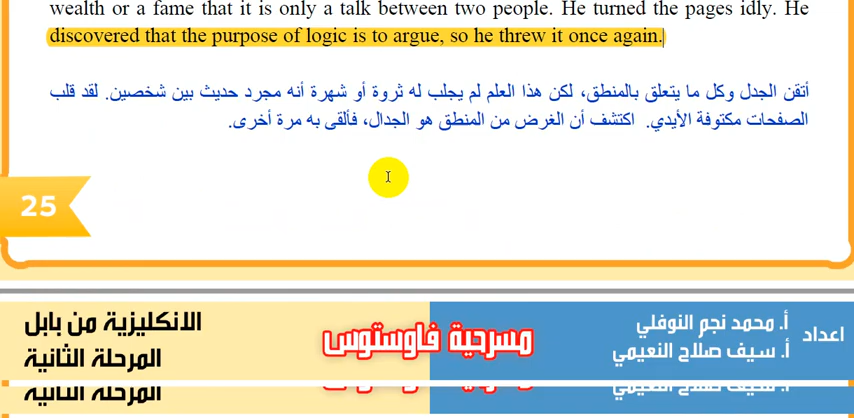 wealth or a fame that it is only a talk between two people. He turned the pages idly. He
discovered that the purpose of logic is to argue, so he threw it once again.
أتقن الجدل وكل ما يتعلق بالمنطق، لكن هذا العلم لم يجلب له ثروة أو شهرة أنه مجرد حديث بين شخصين. لقد قلب
الصفحات مكتوفة الأيدي. اكتشف أن الغرض من المنطق هو الجدال، فألقى به مرة أخرى.
25
اعداد
أ. محمد نجم النوفلي
أ. سيف صلاح النعيمي
مسرحية فاوستوس
الانكليزية من بابل
المرحلة الثانية
المرحلة الثانية